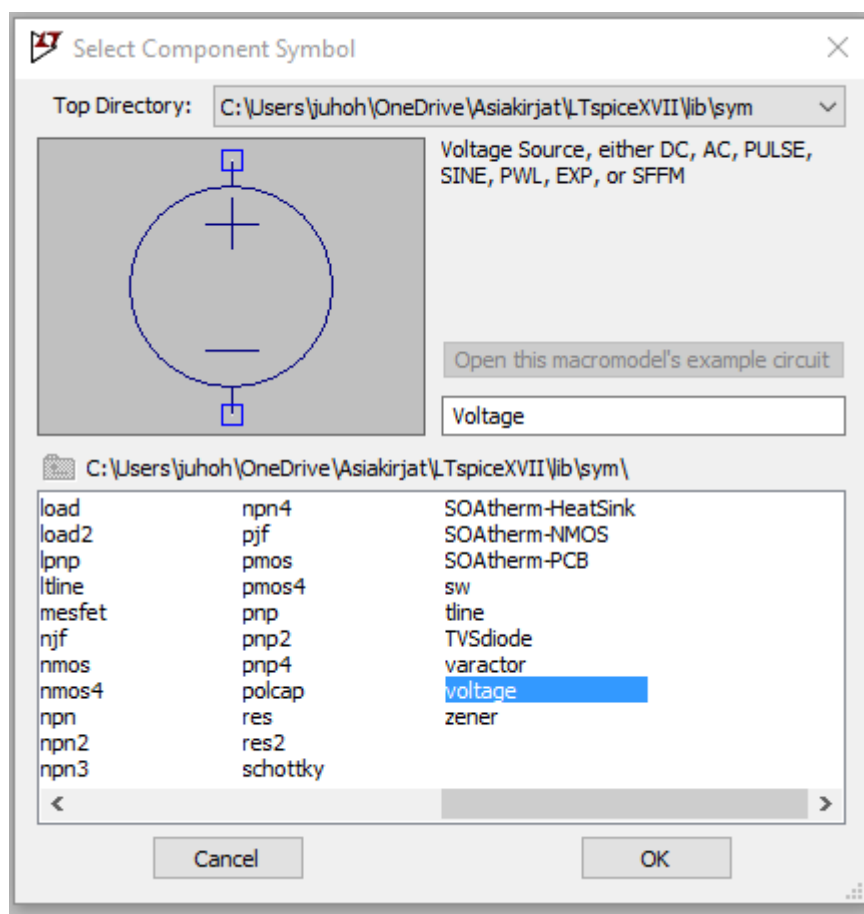 Select Component Symbol
Top Directory: C:\Users\juhoh\OneDrive\Asiakirjat\LTspiceXVII\lib\sym
Voltage Source, either DC, AC, PULSE,
SINE, PWL, EXP, or SFFM
Open this macromodel's example circuit
Voltage
C:\Users\juhoh\OneDrive\Asiakirjat\LTspiceXVII\lib\sym\
load
load2
lpnp
ltline
mesfet
njf
nmos
nmos4
npn
npn2
npn3
npn4
pjf
pmos
pmos4
pnp
pnp2
pnp4
polcap
res
res2
schottky
SOAtherm-HeatSink
SOAtherm-NMOS
SOAtherm-PCB
sw
tline
TVSdiode
varactor
voltage
zener
Cancel
OK